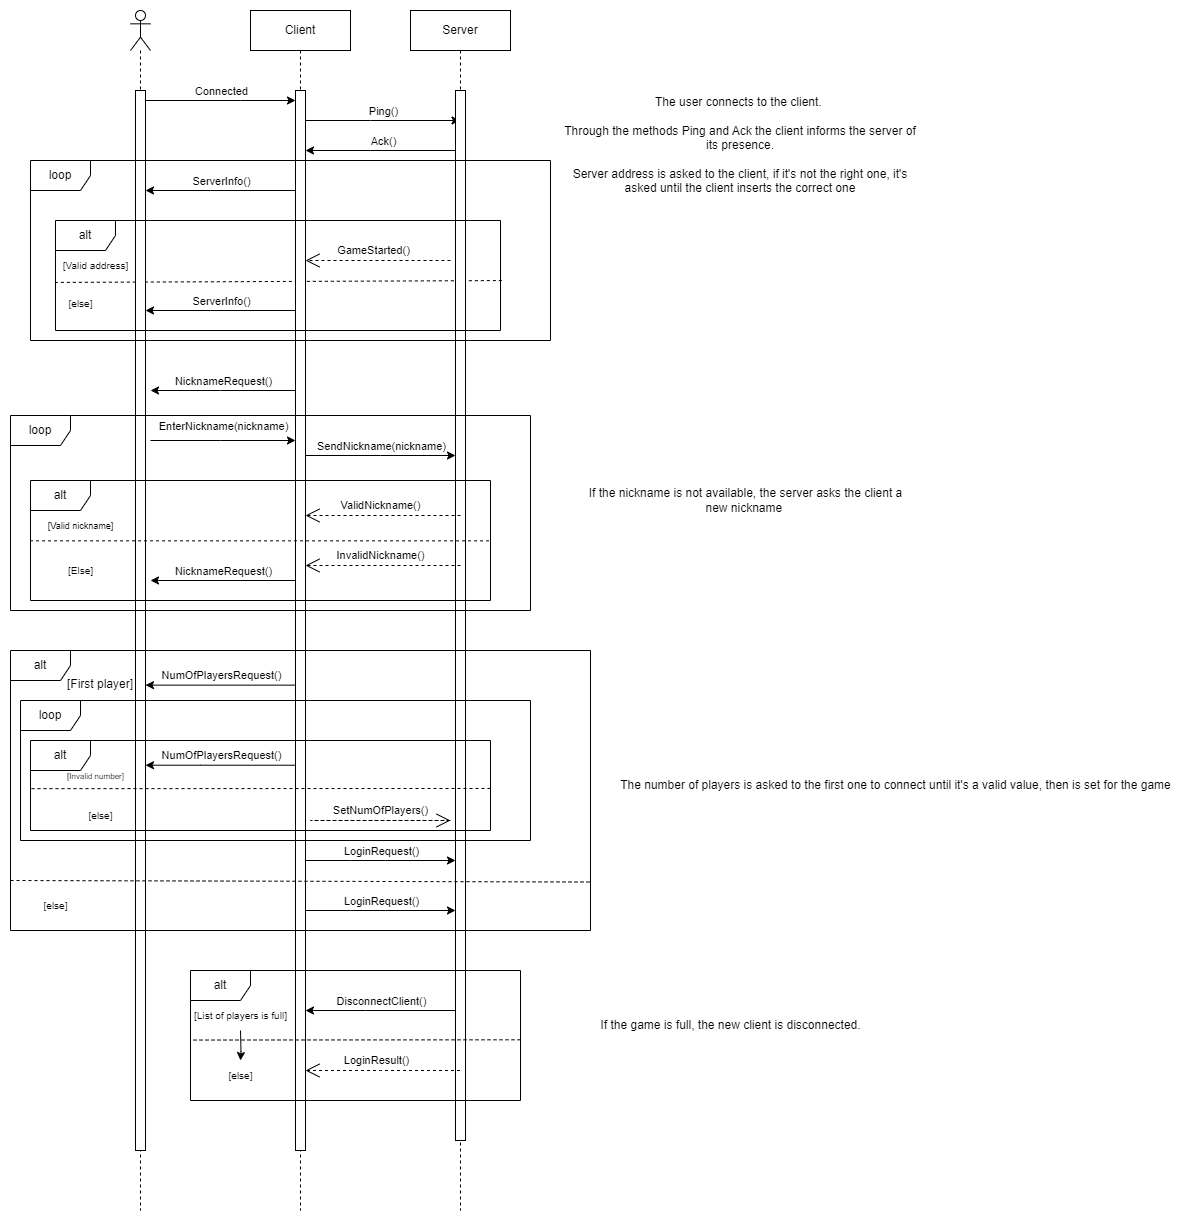 Client
Server
Connected
Ping()
Ack()
The user connects to the client.
Through the methods Ping and Ack the client informs the server of
its presence.
Server address is asked to the client, if it's not the right one, it's
asked until the client inserts the correct one
loop
ServerInfo()
alt
GameStarted()
[Valid address]
ServerInfo()
[else]
NicknameRequest()
loop
EnterNickname(nickname)
SendNickname(nickname)
alt
ValidNickname()
[Valid nickname]
If the nickname is not available, the server asks the client a
new nickname
InvalidNickname()
[Else]
NicknameRequest()
alt
[First player]
NumOfPlayersRequest()
loop
alt
NumOfPlayersRequest()
[Invalid number]
The number of players is asked to the first one to connect until it's a valid value, then is set for the game
[else]
SetNumOfPlayers()
LoginRequest()
[else]
LoginRequest()
alt
DisconnectClient()
[List of players is full]
If the game is full, the new client is disconnected.
LoginResult()
[else]